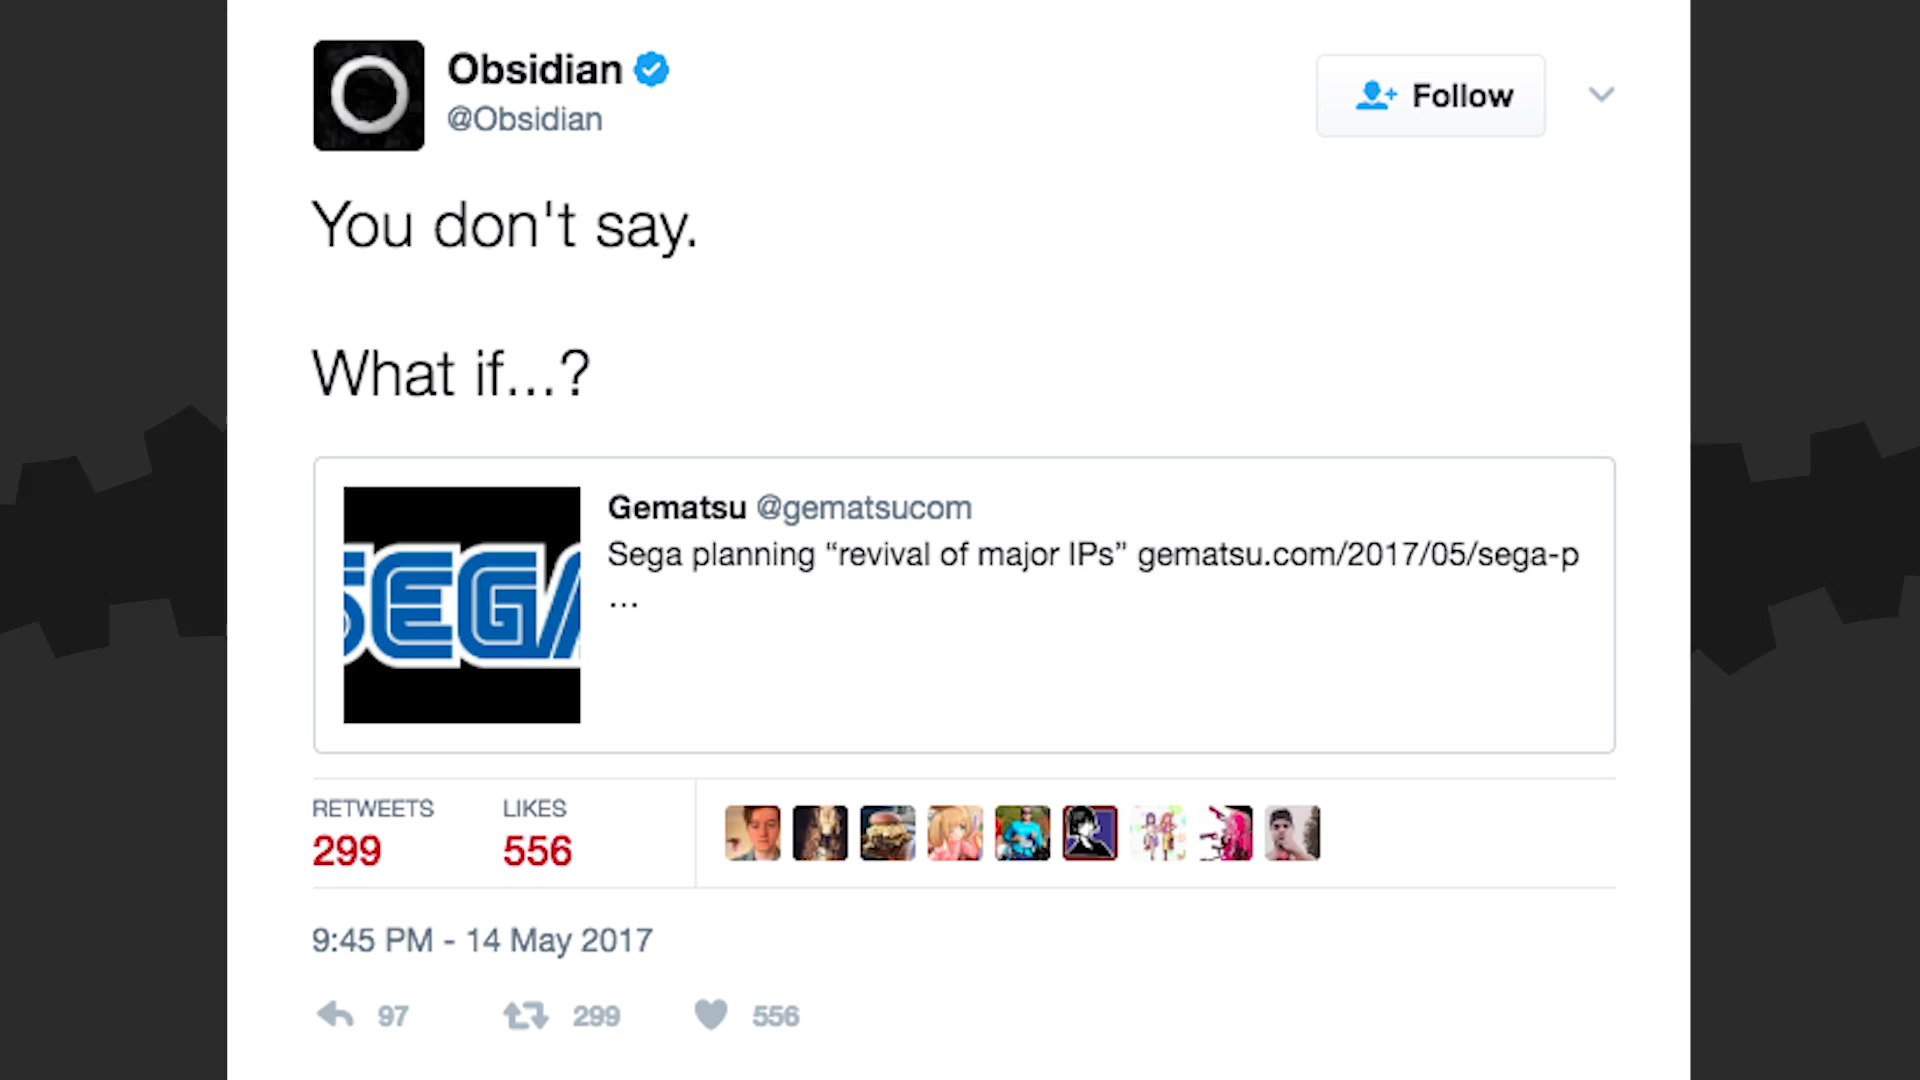 Obsidian
@Obsidian
Follow
You don't say.
What if...?
SEGA
Gematsu @gematsucom
Sega planning “revival of major IPs” gematsu.com/2017/05/sega-p
...
RETWEETS LIKES
299 556
9:45 PM - 14 May 2017
97 299 556